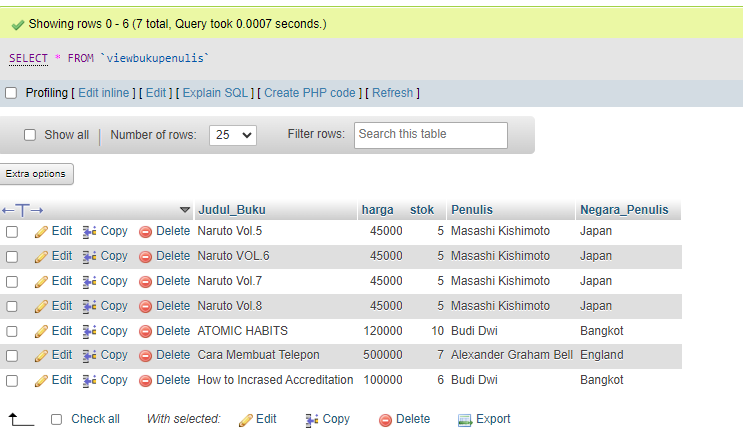 Showing rows 0 - 6 (7 total, Query took 0.0007 seconds.)
SELECT * FROM `viewbukupenulis`
Profiling [ Edit inline ] [ Edit ] [ Explain SQL ] [ Create PHP code ] [ Refresh ]
Show all | Number of rows: 25 Filter rows: Search this table
Extra options
Judul_Buku harga stok Penulis Negara_Penulis
Edit Copy Delete Naruto Vol.5 45000 5 Masashi Kishimoto Japan
Edit Copy Delete Naruto VOL.6 45000 5 Masashi Kishimoto Japan
Edit Copy Delete Naruto Vol.7 45000 5 Masashi Kishimoto Japan
Edit Copy Delete Naruto Vol.8 45000 5 Masashi Kishimoto Japan
Edit Copy Delete ATOMIC HABITS 120000 10 Budi Dwi Bangkot
Edit Copy Delete Cara Membuat Telepon 500000 7 Alexander Graham Bell England
Edit Copy Delete How to Incrased Accreditation 100000 6 Budi Dwi Bangkot
Check all With selected: Edit Copy Delete Export